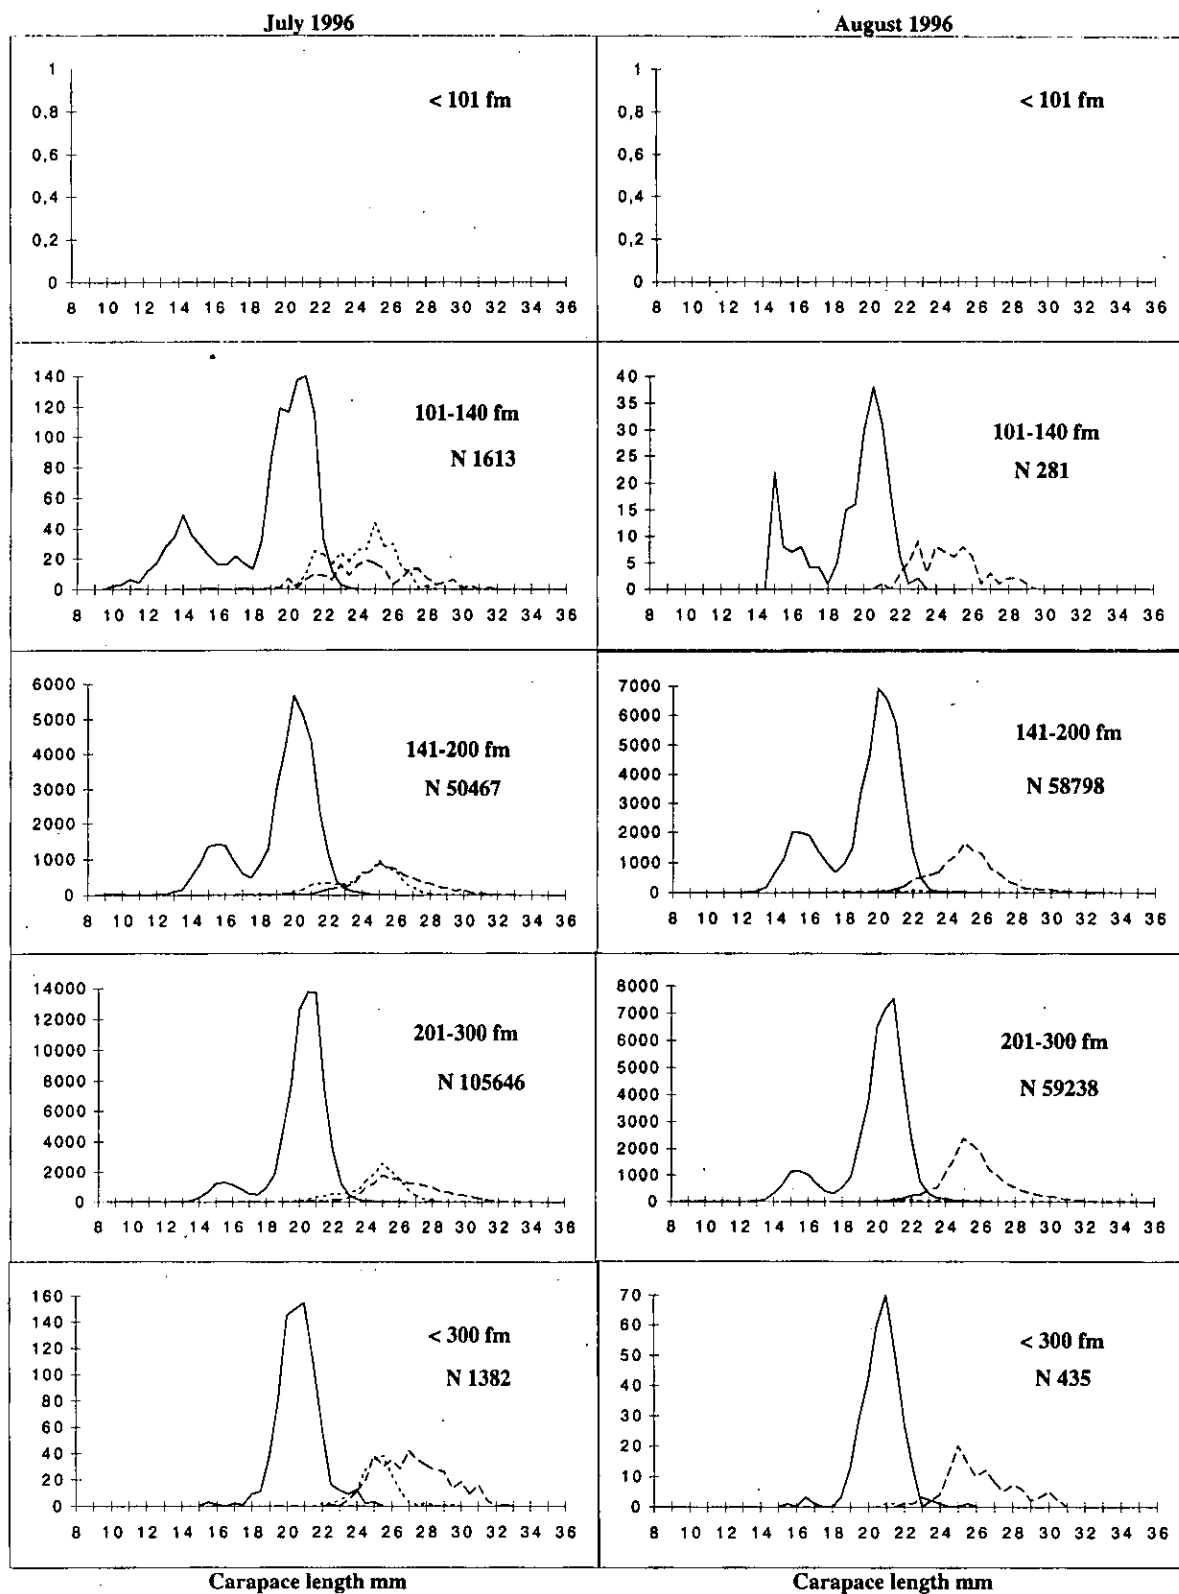 July 1996
August 1996
1
0,8
0,6
0,4
0,2
0
< 101 fm
8 10 12 14 16 18 20 22 24 26 28 30 32 34 36
1
0,8
0,6
0,4
0,2
0
< 101 fm
8 10 12 14 16 18 20 22 24 26 28 30 32 34 36
140
120
100
80
60
40
20
0
101-140 fm
N 1613
8 10 12 14 16 18 20 22 24 26 28 30 32 34 36
40
35
30
25
20
15
10
5
0
101-140 fm
N 281
8 10 12 14 16 18 20 22 24 26 28 30 32 34 36
6000
5000
4000
3000
2000
1000
0
141-200 fm
N 50467
8 10 12 14 16 18 20 22 24 26 28 30 32 34 36
7000
6000
5000
4000
3000
2000
1000
0
141-200 fm
N 58798
8 10 12 14 16 18 20 22 24 26 28 30 32 34 36
14000
12000
10000
8000
6000
4000
2000
0
201-300 fm
N 105646
8 10 12 14 16 18 20 22 24 26 28 30 32 34 36
8000
7000
6000
5000
4000
3000
2000
1000
0
201-300 fm
N 59238
8 10 12 14 16 18 20 22 24 26 28 30 32 34 36
160
140
120
100
80
60
40
20
0
< 300 fm
N 1382
8 10 12 14 16 18 20 22 24 26 28 30 32 34 36
70
60
50
40
30
20
10
0
< 300 fm
N 435
8 10 12 14 16 18 20 22 24 26 28 30 32 34 36
Carapace length mm
Carapace length mm